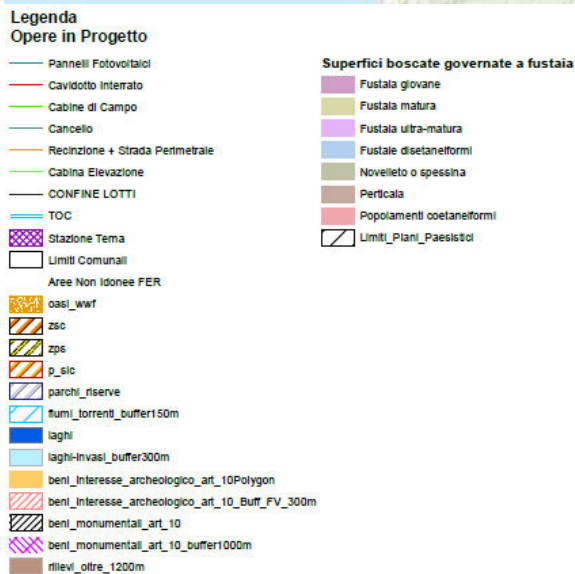 Legenda
Opere in Progetto
Pannelli Fotovoltaici
Cavidotto Interrato
Cabine di Campo
Cancello
Recinzione + Strada Perimetrale
Cabina Elevazione
CONFINE LOTTI
TOC
Stazione Terna
Limiti Comunali
Aree Non Idonee FER
oasi_wwf
zsc
zps
p_sic
parchi_riserve
fiumi_torrenti_buffer150m
laghi
laghi-invasi_buffer300m
beni_interesse_archeologico_art_10Polygon
beni_interesse_archeologico_art_10_Buff_FV_300m
beni_monumentali_art_10
beni_monumentali_art_10_buffer1000m
rilievi_oltre_1200m
Superfici boscate governate a fustaia
Fustaia giovane
Fustaia matura
Fustaia ultra-matura
Fustaie disetaneiformi
Novelleto o spessina
Perticaia
Popolamenti coetaneiformi
Limiti_Piani_Paesistici